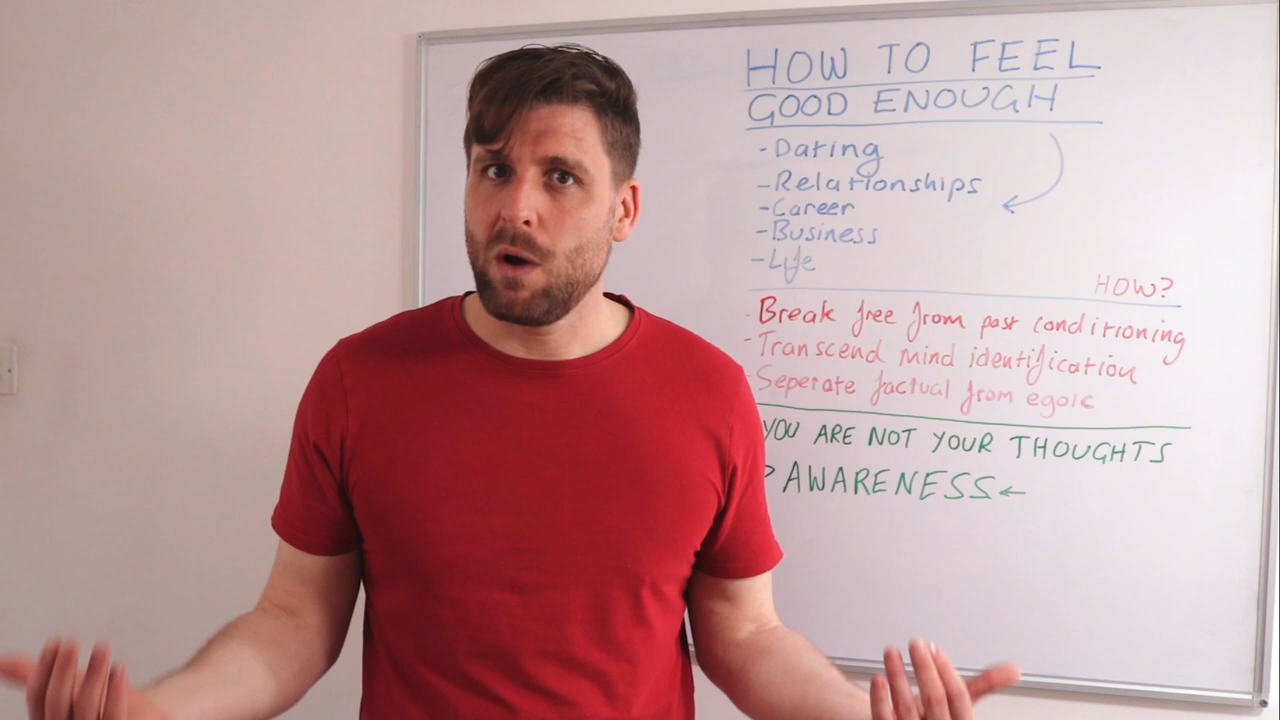 HOW TO FEEL
GOOD ENOUGH
-Dating
-Relationships
-Career
-Business
-Life
HOW?
-Break free from past conditioning
-Transcend mind identification
-Seperate factual from egoic
YOU ARE NOT YOUR THOUGHTS
AWARENESS←